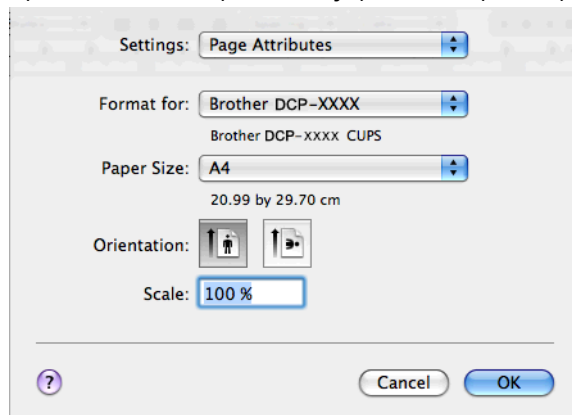 Settings: Page Attributes
Format for: Brother DCP-XXXX
Brother DCP-XXXX CUPS
Paper Size: A4
20.99 by 29.70 cm
Orientation:
Scale: 100 %
? Cancel OK